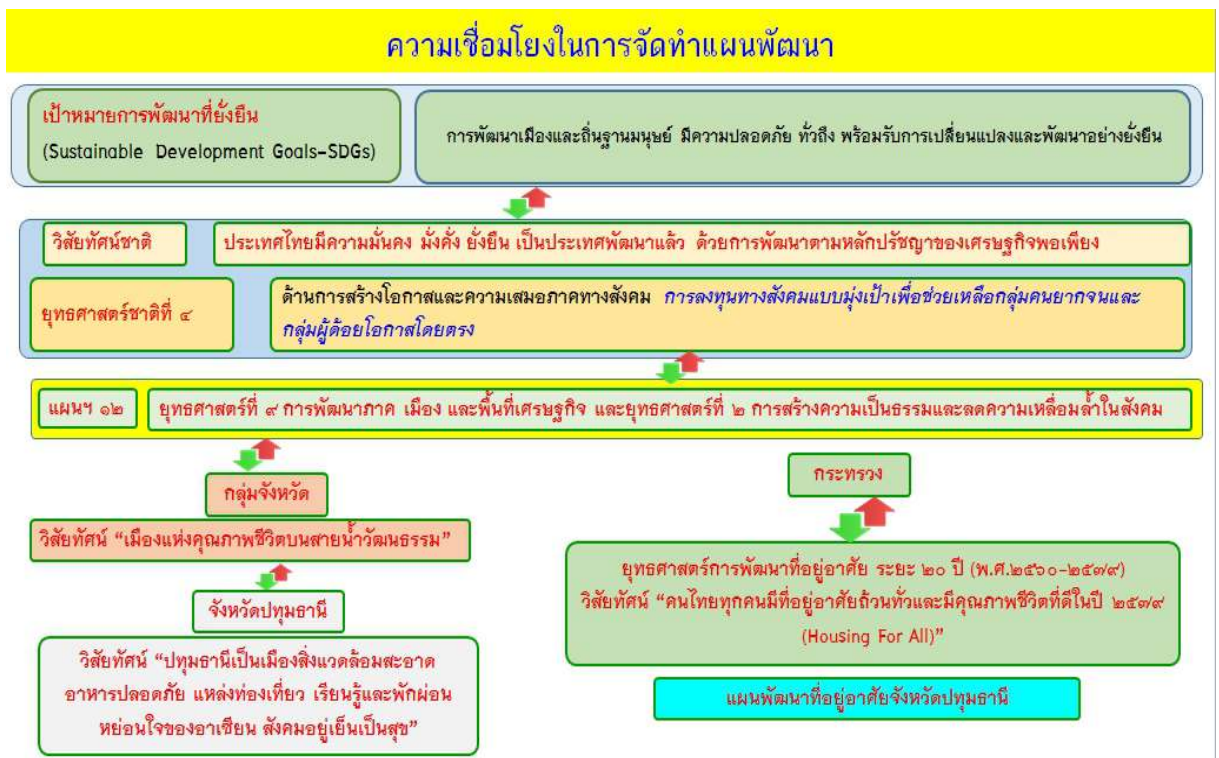 ความเชื่อมโยงในการจัดทำแผนพัฒนา
เป้าหมายการพัฒนาที่ยั่งยืน
(Sustainable Development Goals-SDGs)
การพัฒนาเมืองและถิ่นฐานมนุษย์ มีความปลอดภัย ทั่วถึง พร้อมรับการเปลี่ยนแปลงและพัฒนาอย่างยั่งยืน
วิสัยทัศน์ชาติ
ประเทศไทยมีความมั่นคง มั่งคั่ง ยั่งยืน เป็นประเทศพัฒนาแล้ว ด้วยการพัฒนาตามหลักปรัชญาของเศรษฐกิจพอเพียง
ยุทธศาสตร์ชาติที่ ๔
ด้านการสร้างโอกาสและความเสมอภาคทางสังคม การลงทุนทางสังคมแบบมุ่งเป้าเพื่อช่วยเหลือกลุ่มคนยากจนและ
กลุ่มผู้ด้อยโอกาสโดยตรง
แผนฯ ๑๒
ยุทธศาสตร์ที่ ๙ การพัฒนาภาค เมือง และพื้นที่เศรษฐกิจ และยุทธศาสตร์ที่ ๒ การสร้างความเป็นธรรมและลดความเหลื่อมล้ำในสังคม
กลุ่มจังหวัด
วิสัยทัศน์ “เมืองแห่งคุณภาพชีวิตบนสายน้ำวัฒนธรรม”
จังหวัดปทุมธานี
วิสัยทัศน์ “ปทุมธานีเป็นเมืองสิ่งแวดล้อมสะอาด
อาหารปลอดภัย แหล่งท่องเที่ยว เรียนรู้และพักผ่อน
หย่อนใจของอาเซียน สังคมอยู่เย็นเป็นสุข”
กระทรวง
ยุทธศาสตร์การพัฒนาที่อยู่อาศัย ระยะ ๒๐ ปี (พ.ศ.๒๕๖๐-๒๕๗๙)
วิสัยทัศน์ “คนไทยทุกคนมีที่อยู่อาศัยถ้วนทั่วและมีคุณภาพชีวิตที่ดีในปี ๒๕๗๙
(Housing For All)”
แผนพัฒนาที่อยู่อาศัยจังหวัดปทุมธานี